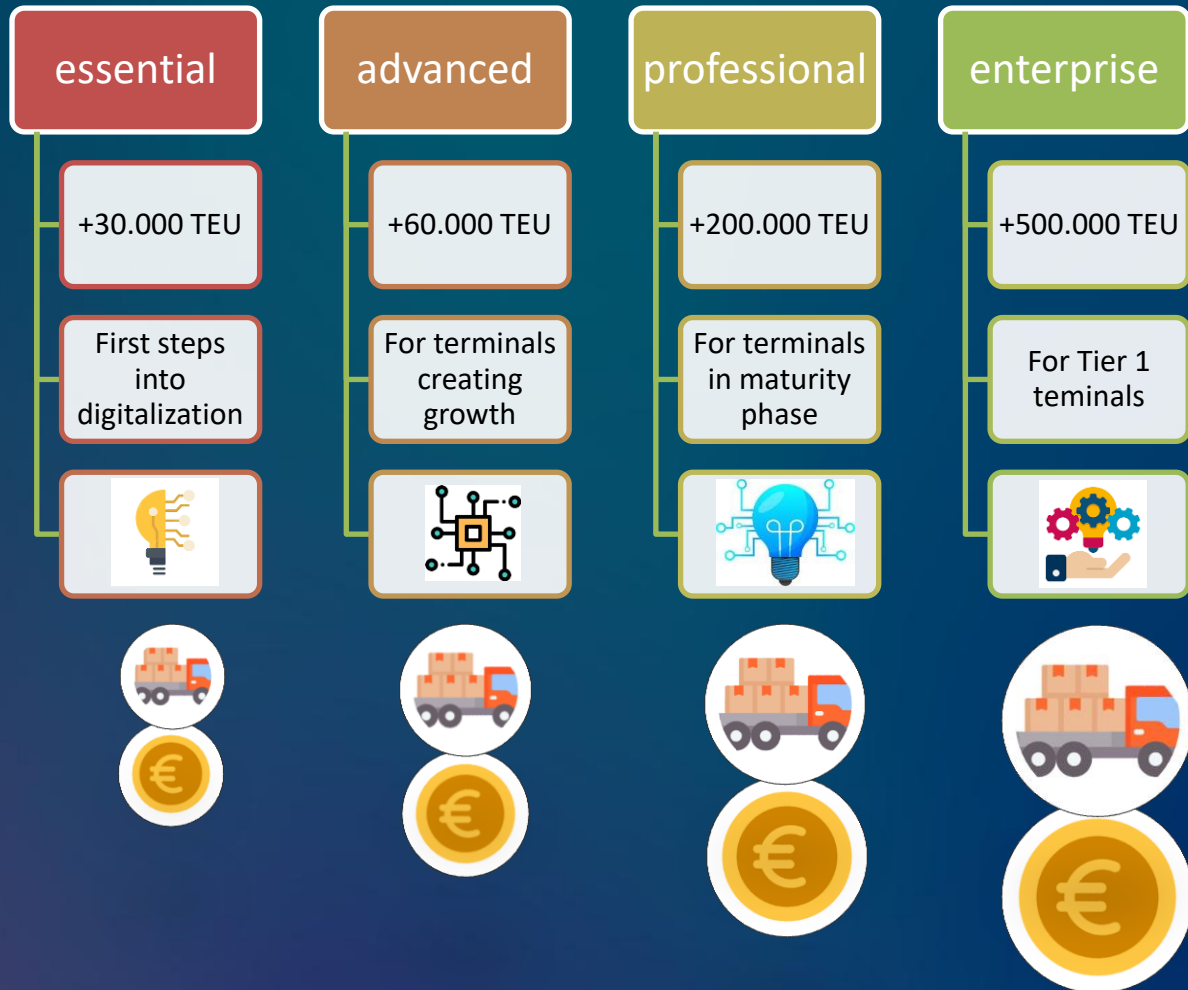 essential
+30.000 TEU
First steps
into
digitalization
advanced
+60.000 TEU
For terminals
creating
growth
professional
+200.000 TEU
For terminals
in maturity
phase
enterprise
+500.000 TEU
For Tier 1
teminals
€
€
€
€